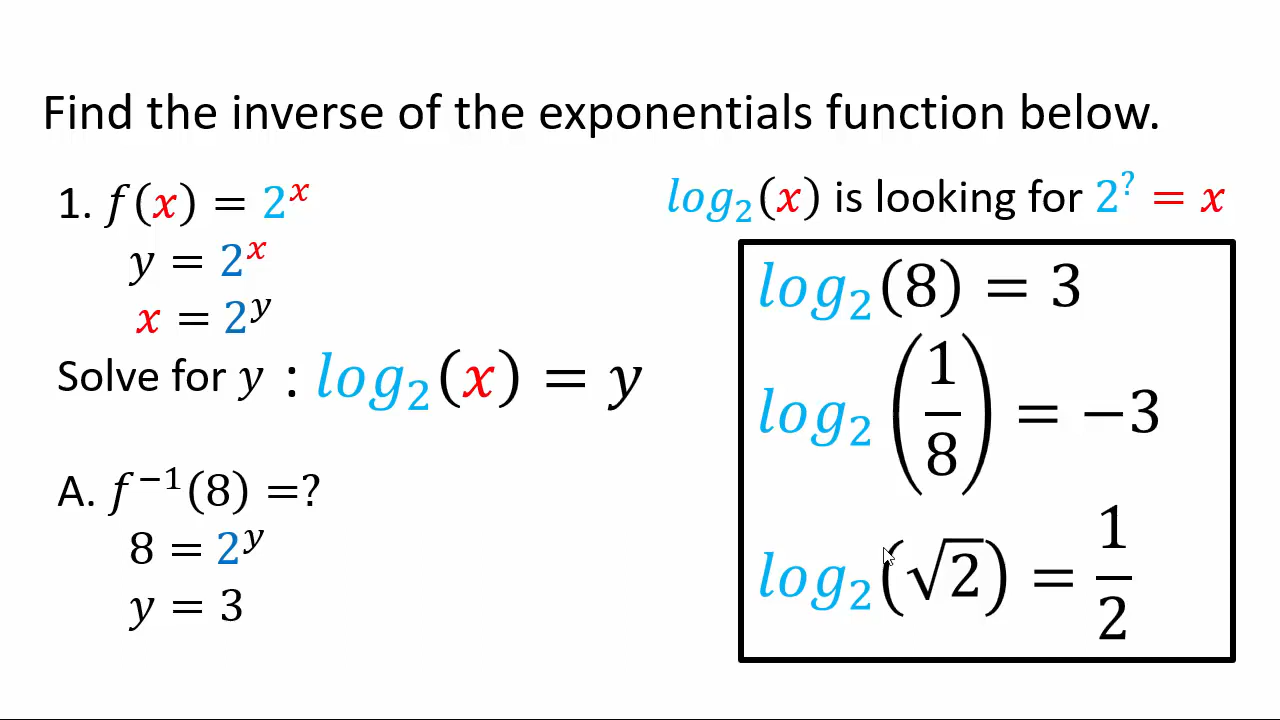 Find the inverse of the exponentials function below.
1. f(x) = 2^x
y = 2^x
x = 2^y
Solve for y : log₂(x) = y
A. f⁻¹(8) =?
8 = 2^y
y = 3
log₂(x) is looking for 2^? = x
log₂(8) = 3
log₂(1/8) = −3
log₂(√2) = 1/2